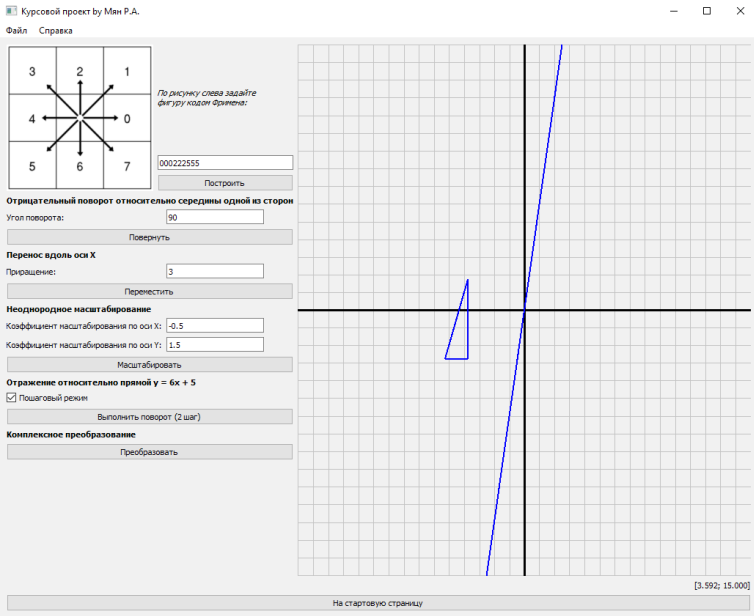 Курсовой проект by Мян Р.А.
Файл Справка
3 2 1
4 0
5 6 7
По рисунку слева задайте
фигуру кодом Фримена:
000222555
Построить
Отрицательный поворот относительно середины одной из сторон
Угол поворота: 90
Повернуть
Перенос вдоль оси X
Приращение: 3
Переместить
Неоднородное масштабирование
Коэффициент масштабирования по оси X: -0.5
Коэффициент масштабирования по оси Y: 1.5
Масштабировать
Отражение относительно прямой y = 6x + 5
Пошаговый режим
Выполнить поворот (2 шаг)
Комплексное преобразование
Преобразовать
[3.592; 15.000]
На стартовую страницу